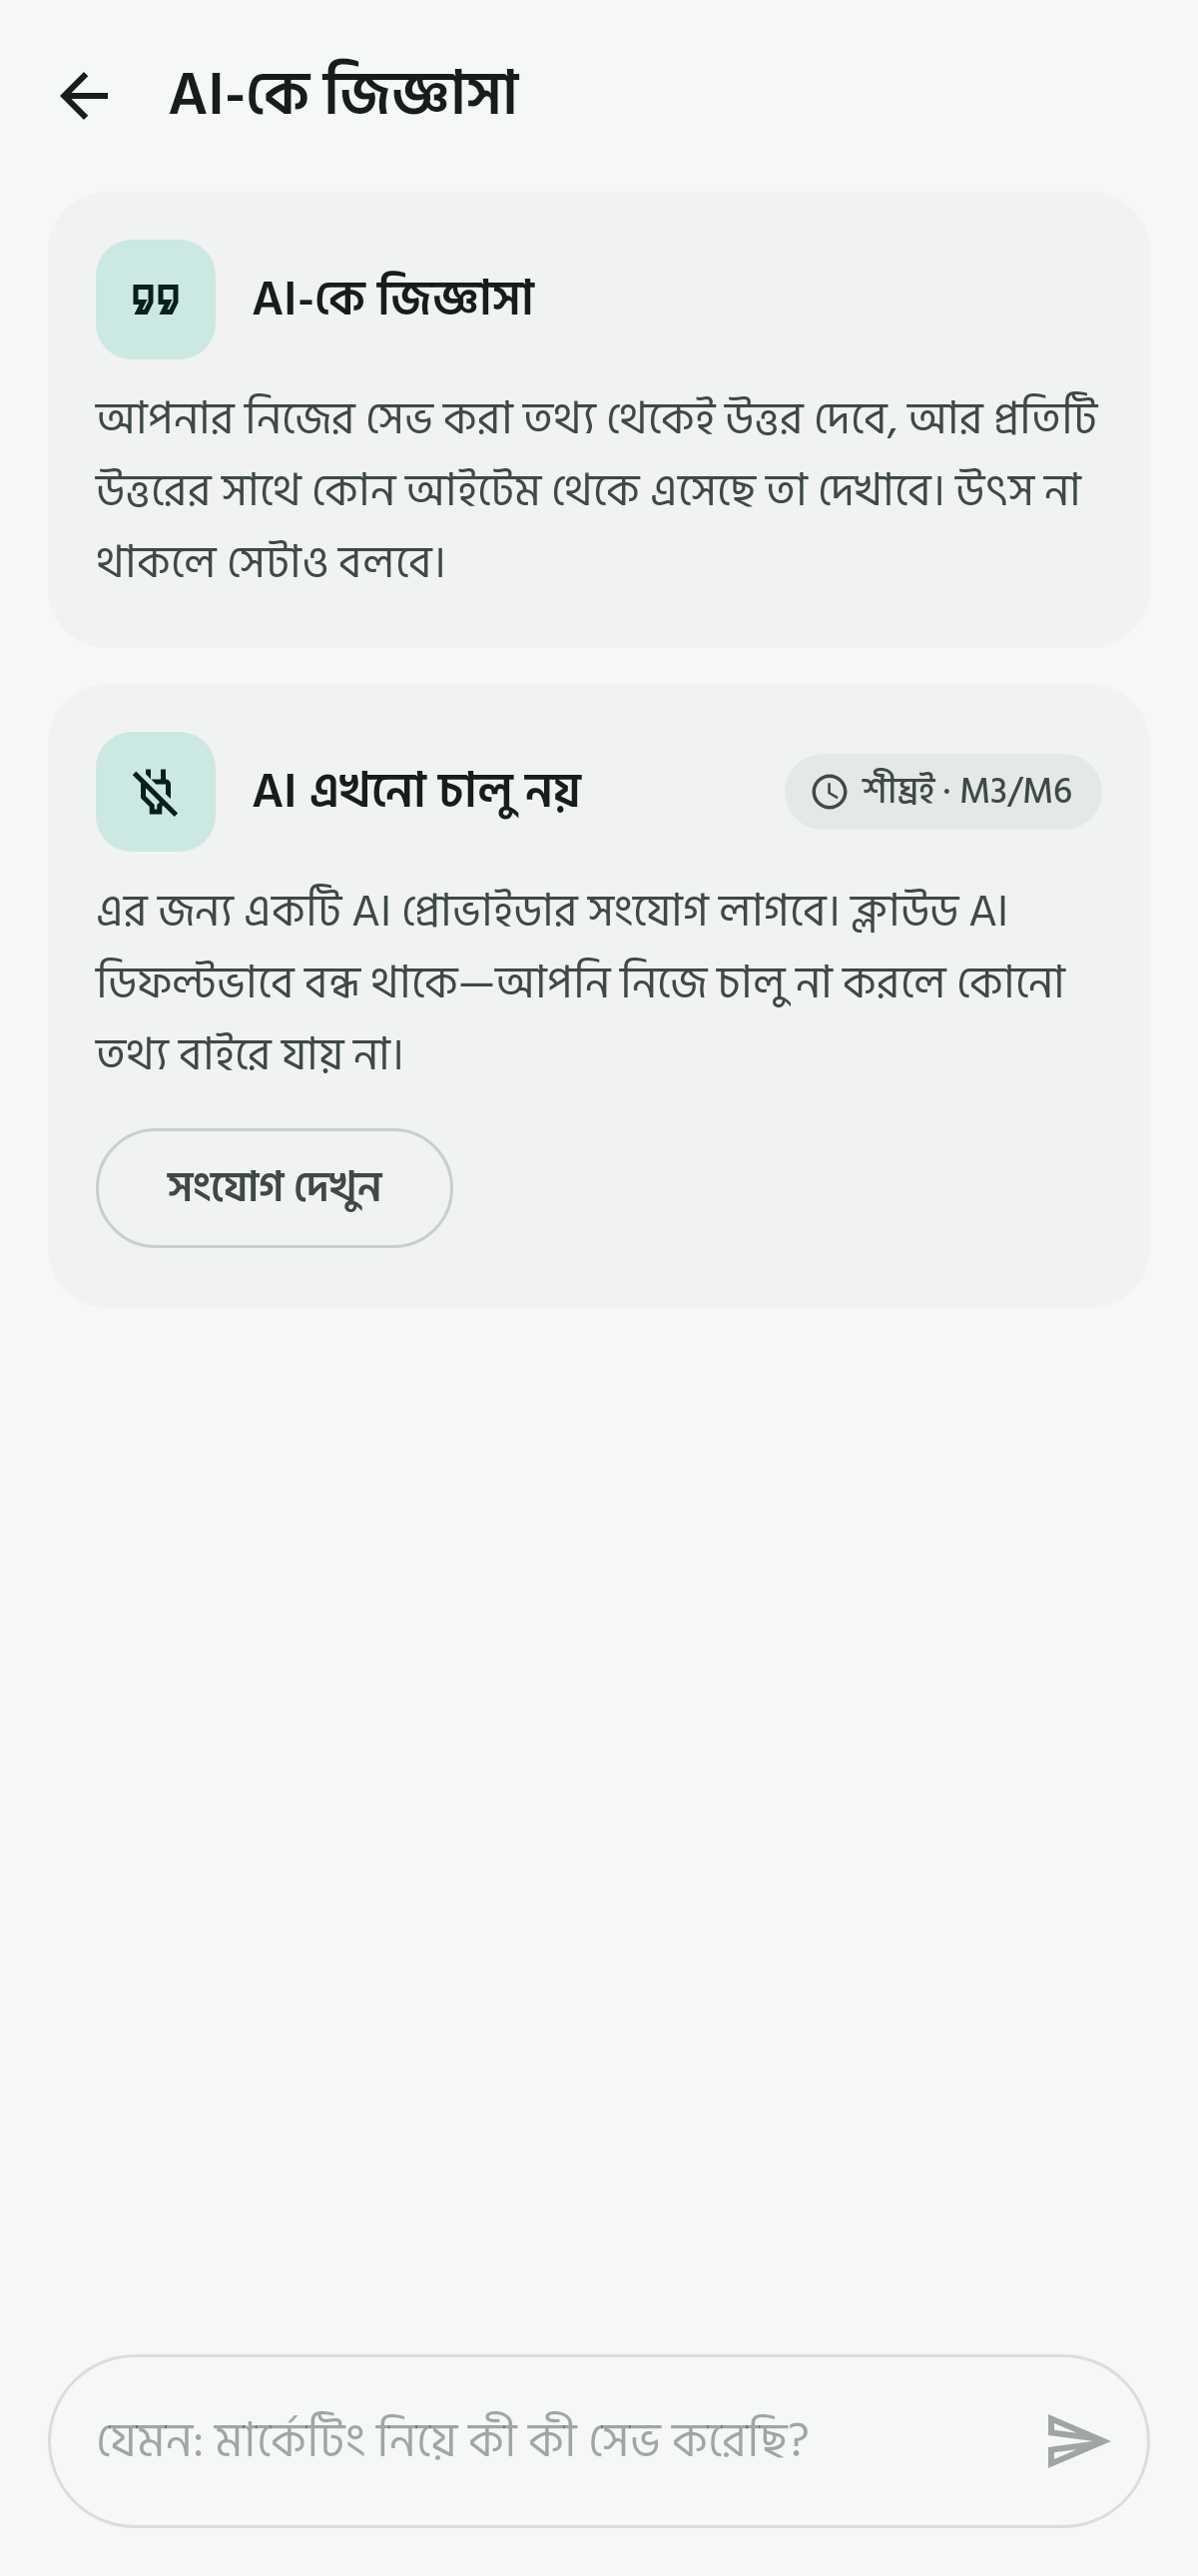 AI-কে জিজ্ঞাসা
AI-কে জিজ্ঞাসা
আপনার নিজের সেভ করা তথ্য থেকেই উত্তর দেবে, আর প্রতিটি
উত্তরের সাথে কোন আইটেম থেকে এসেছে তা দেখাবে। উৎস না
থাকলে সেটাও বলবে।
AI এখনো চালু নয়
শীঘ্রই · M3/M6
এর জন্য একটি AI প্রোভাইডার সংযোগ লাগবে। ক্লাউড AI
ডিফল্টভাবে বন্ধ থাকে—আপনি নিজে চালু না করলে কোনো
তথ্য বাইরে যায় না।
সংযোগ দেখুন
যেমন: মার্কেটিং নিয়ে কী কী সেভ করেছি?